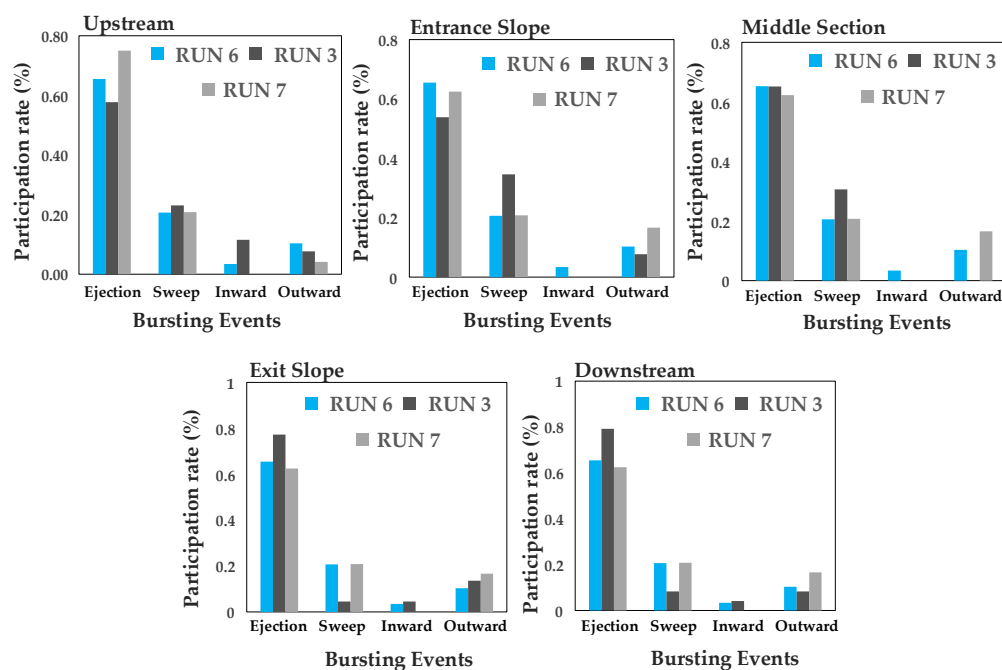 Upstream
Participation rate (%)
0.80
0.60
0.40
0.20
0.00
RUN 6 RUN 3
RUN 7
Ejection Sweep Inward Outward
Bursting Events
Entrance Slope
Participation rate (%)
0.8
0.6
0.4
0.2
0
RUN 6 RUN 3
RUN 7
Ejection Sweep Inward Outward
Bursting Events
Middle Section
Participation rate (%)
0.8
0.6
0.4
0.2
0
RUN 6 RUN 3
RUN 7
Ejection Sweep Inward Outward
Bursting Events
Exit Slope
Participation rate (%)
1
0.8
0.6
0.4
0.2
0
RUN 6 RUN 3
RUN 7
Ejection Sweep Inward Outward
Bursting Events
Downstream
Participation rate (%)
1
0.8
0.6
0.4
0.2
0
RUN 6 RUN 3
RUN 7
Ejection Sweep Inward Outward
Bursting Events